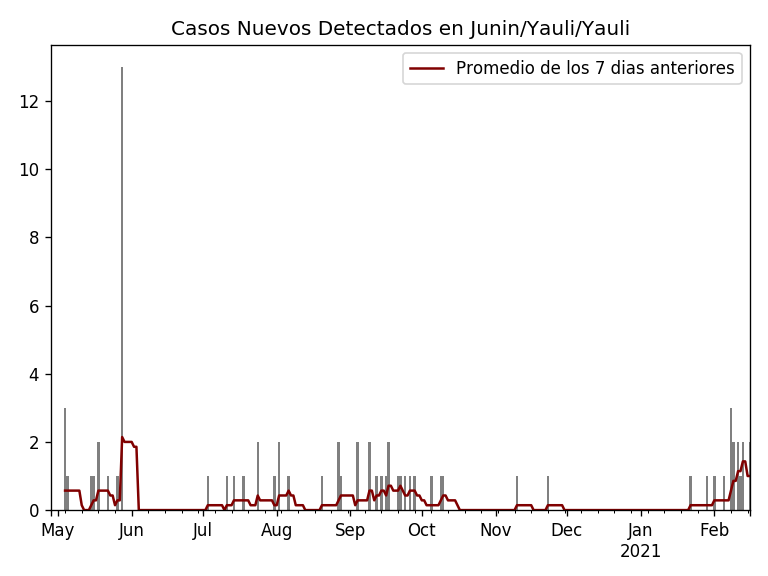 Casos Nuevos Detectados en Junin/Yauli/Yauli
Promedio de los 7 dias anteriores
12
10
8
6
4
2
0
May Jun Jul Aug Sep Oct Nov Dec Jan Feb
2021